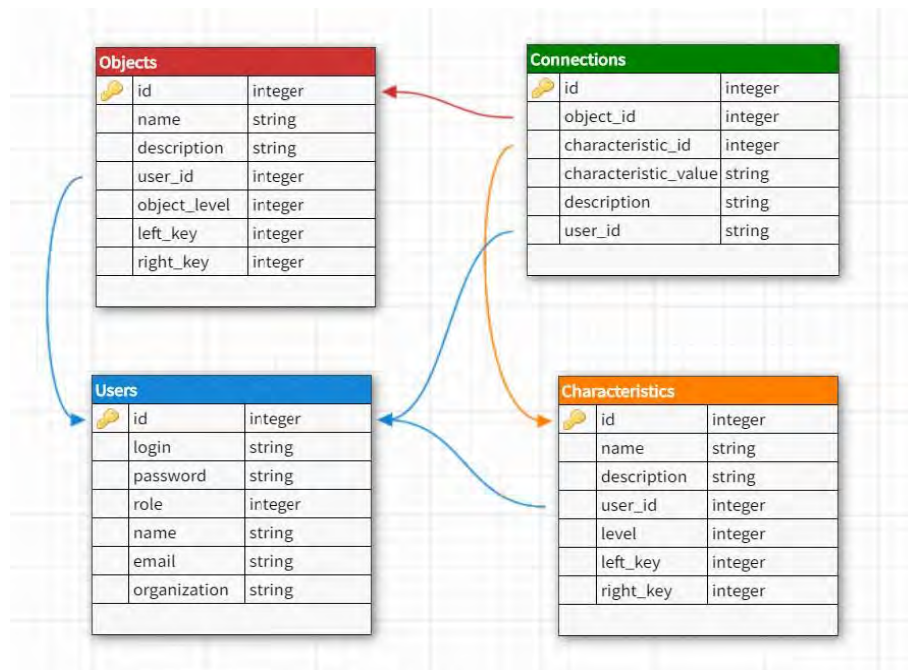 Objects
id integer
name string
description string
user_id integer
object_level integer
left_key integer
right_key integer
Connections
id integer
object_id integer
characteristic_id integer
characteristic_value string
description string
user_id string
Users
id integer
login string
password string
role integer
name string
email string
organization string
Characteristics
id integer
name string
description string
user_id integer
level integer
left_key integer
right_key integer